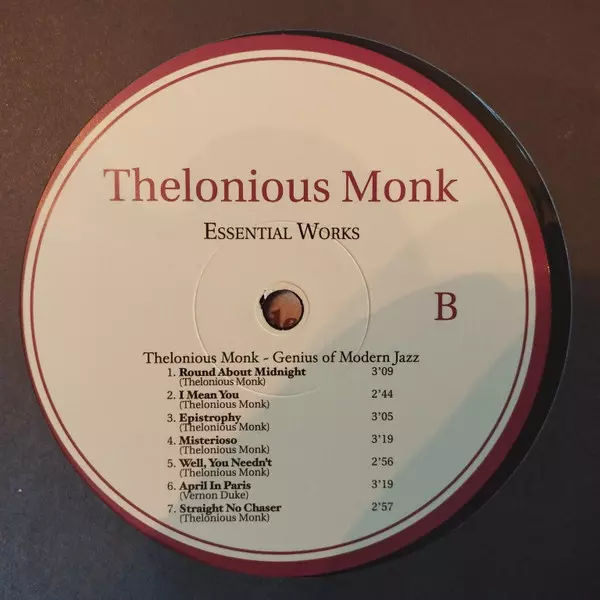 Thelonious Monk
ESSENTIAL WORKS
B
Thelonious Monk - Genius of Modern Jazz
1. Round About Midnight 3'09
(Thelonious Monk)
2. I Mean You 2'44
(Thelonious Monk)
3. Epistrophy 3'05
(Thelonious Monk)
4. Misterioso 3'19
(Thelonious Monk)
5. Well, You Needn't 2'56
(Thelonious Monk)
6. April In Paris 3'19
(Vernon Duke)
7. Straight No Chaser 2'57
(Thelonious Monk)